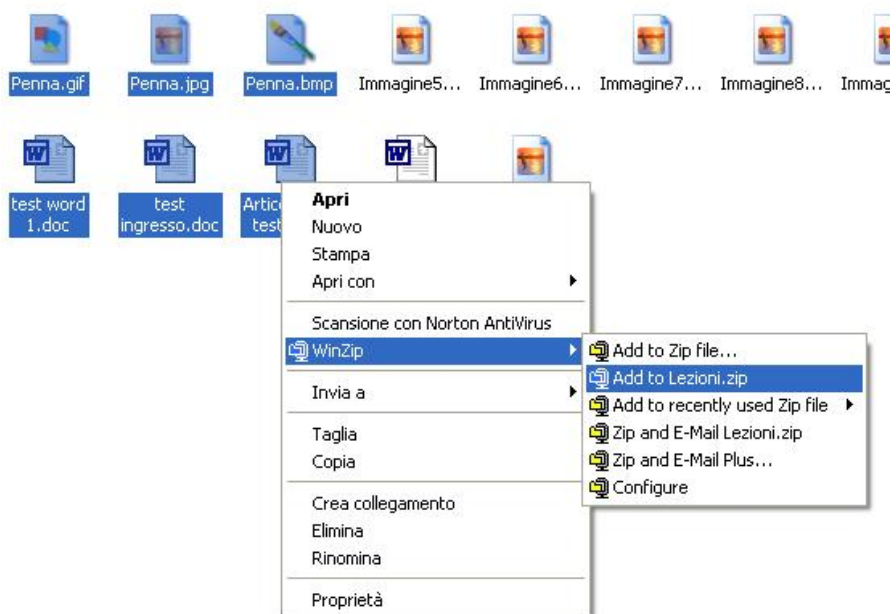 Penna.gif
Penna.jpg
Penna.bmp
Immagine5...
Immagine6...
Immagine7...
Immagine8...
test word
1.doc
test
ingresso.doc
Apri
Nuovo
Stampa
Apri con
Scansione con Norton AntiVirus
WinZip
Invia a
Taglia
Copia
Crea collegamento
Elimina
Rinomina
Proprietà
Add to Zip file...
Add to Lezioni.zip
Add to recently used Zip file
Zip and E-Mail Lezioni.zip
Zip and E-Mail Plus...
Configure